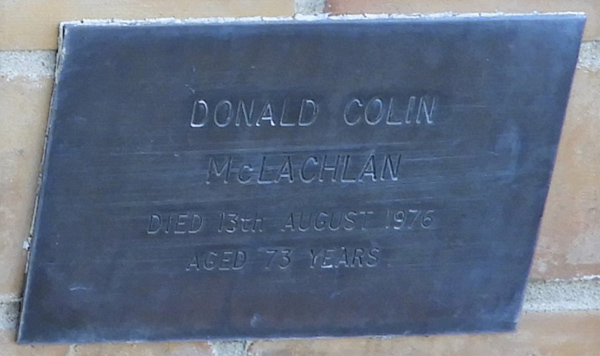 DONALD COLIN
McLACHLAN
DIED 13th AUGUST 1976
AGED 73 YEARS